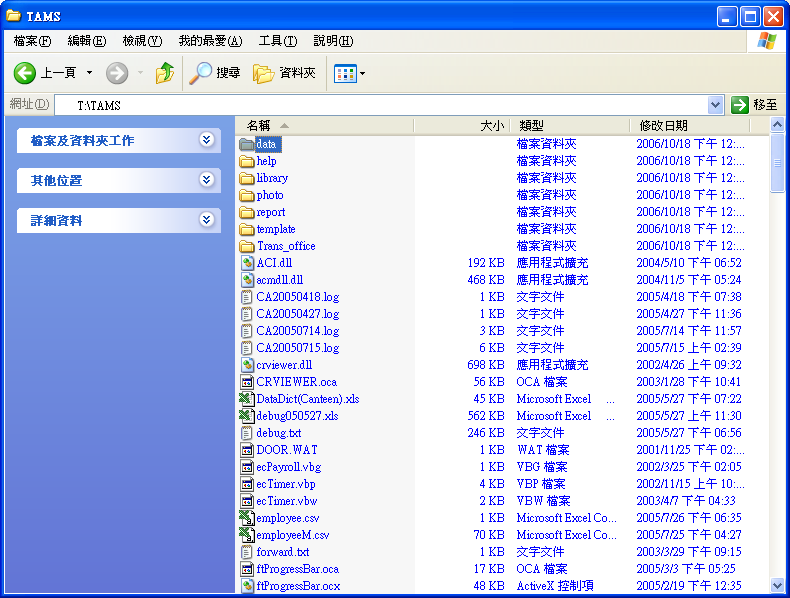 TAMS
檔案(F) 編輯(E) 檢視(V) 我的最愛(A) 工具(T) 說明(H)
上一頁 搜尋 資料夾
網址(D) T:\TAMS 移至
檔案及資料夾工作
其他位置
詳細資料
名稱 大小 類型 修改日期
data 檔案資料夾 2006/10/18 下午 12:...
help 檔案資料夾 2006/10/18 下午 12:...
library 檔案資料夾 2006/10/18 下午 12:...
photo 檔案資料夾 2006/10/18 下午 12:...
report 檔案資料夾 2006/10/18 下午 12:...
template 檔案資料夾 2006/10/18 下午 12:...
Trans_office 檔案資料夾 2006/10/18 下午 12:...
ACI.dll 192 KB 應用程式擴充 2004/5/10 下午 06:52
acmdll.dll 468 KB 應用程式擴充 2004/11/5 下午 05:24
CA20050418.log 1 KB 文字文件 2005/4/18 下午 07:38
CA20050427.log 1 KB 文字文件 2005/4/27 下午 11:36
CA20050714.log 3 KB 文字文件 2005/7/14 下午 11:57
CA20050715.log 6 KB 文字文件 2005/7/15 上午 02:39
crviewer.dll 698 KB 應用程式擴充 2002/4/26 上午 09:32
CRVIEWER.oca 56 KB OCA 檔案 2003/1/28 下午 10:41
DataDict(Canteen).xls 45 KB Microsoft Excel ... 2005/5/27 下午 07:22
debug050527.xls 562 KB Microsoft Excel ... 2005/5/27 上午 11:30
debug.txt 246 KB 文字文件 2005/5/27 下午 06:56
DOOR.WAT 1 KB WAT 檔案 2001/11/25 下午 02:...
ecPayroll.vbg 1 KB VBG 檔案 2002/3/25 下午 02:05
ecTimer.vbp 4 KB VBP 檔案 2002/11/15 上午 10:...
ecTimer.vbw 2 KB VBW 檔案 2003/4/7 下午 04:33
employee.csv 1 KB Microsoft Excel Co... 2005/7/26 下午 06:35
employeeM.csv 70 KB Microsoft Excel Co... 2005/7/25 下午 04:27
forward.txt 1 KB 文字文件 2003/3/29 下午 09:15
ftProgressBar.oca 17 KB OCA 檔案 2005/3/3 下午 05:25
ftProgressBar.ocx 48 KB ActiveX 控制項 2005/2/19 下午 12:35